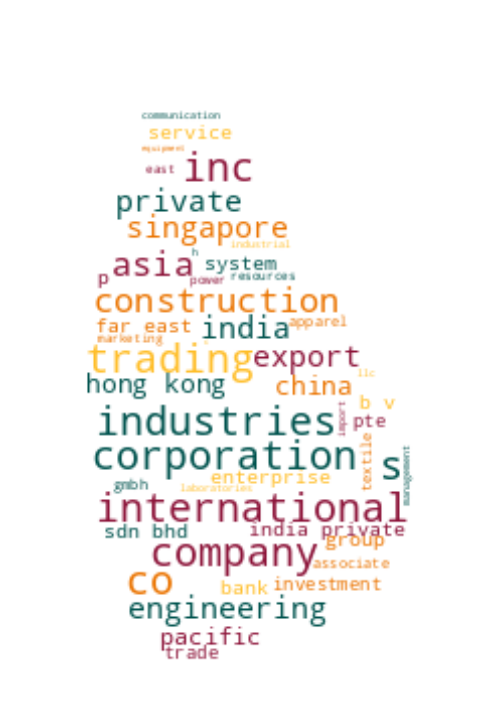 communication
service
equipment
east inc
private
singapore
industrial
h
asia system
p power resources
construction
far east india apparel
marketing
trading export
llc
hong kong china
b v
industries import pte
corporation s
textile management
enterprise
gmbh laboratories
international
sdn bhd india private
group
company associate
co bank investment
engineering
pacific
trade